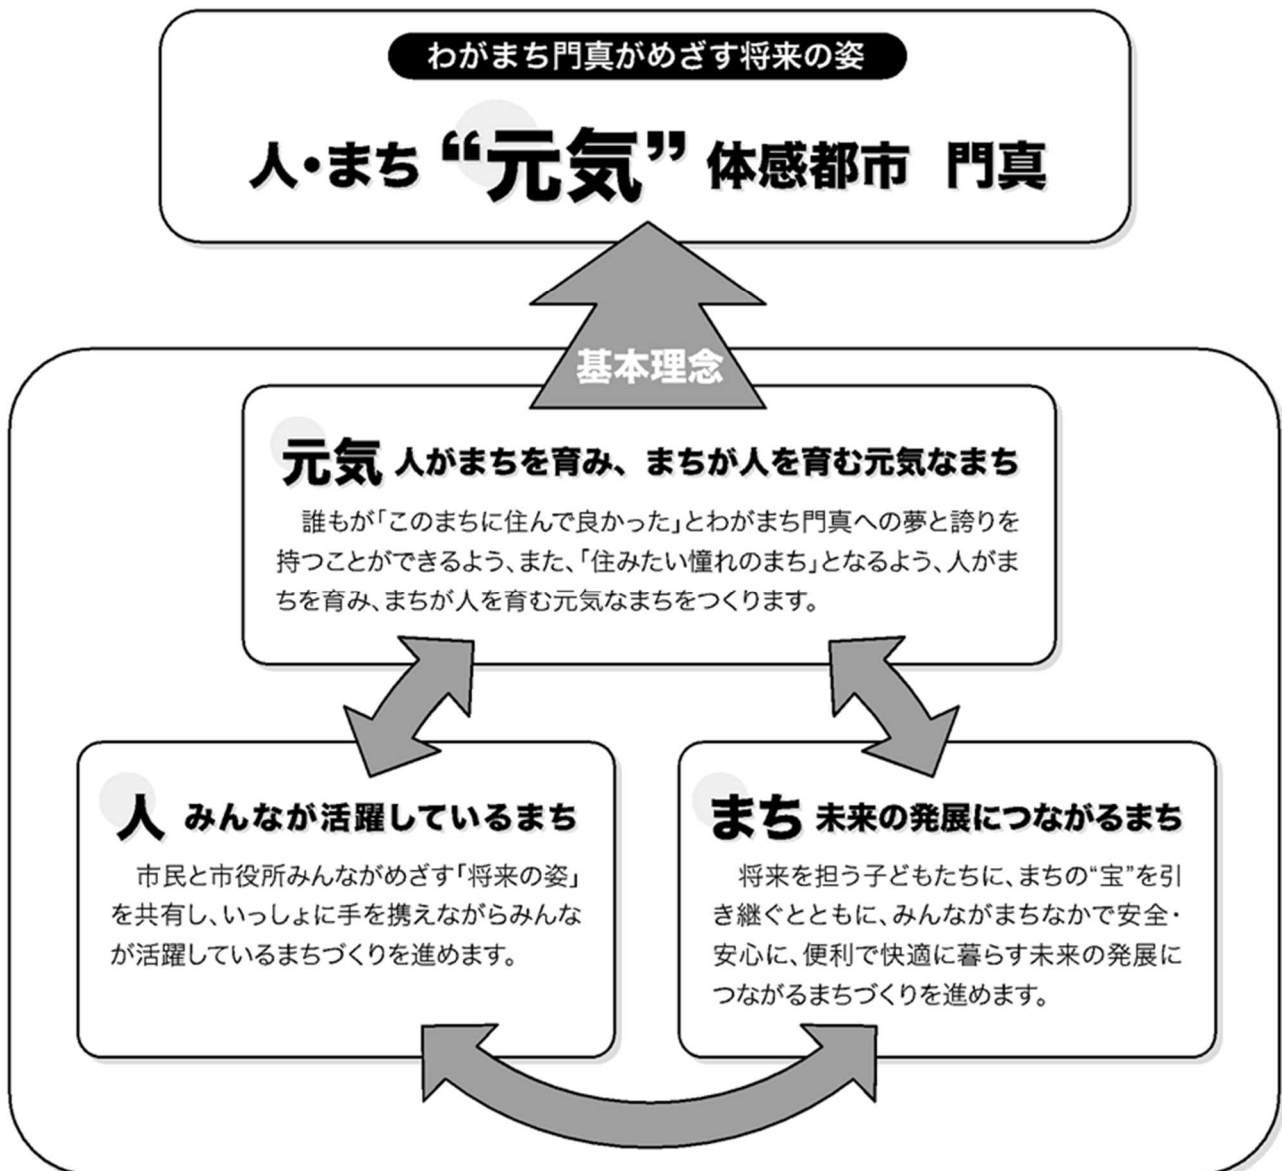 わがまち門真がめざす将来の姿
人・まち “元気” 体感都市 門真
基本理念
元気 人がまちを育み、まちが人を育む元気なまち
誰もが「このまちに住んで良かった」とわがまち門真への夢と誇りを
持つことができるよう、また、「住みたい憧れのまち」となるよう、人がま
ちを育み、まちが人を育む元気なまちをつくります。
人 みんなが活躍しているまち
市民と市役所みんながめざす「将来の姿」
を共有し、いっしょに手を携えながらみんな
が活躍しているまちづくりを進めます。
まち 未来の発展につながるまち
将来を担う子どもたちに、まちの“宝”を引
き継ぐとともに、みんながまちなかで安全・
安心に、便利で快適に暮らす未来の発展に
つながるまちづくりを進めます。